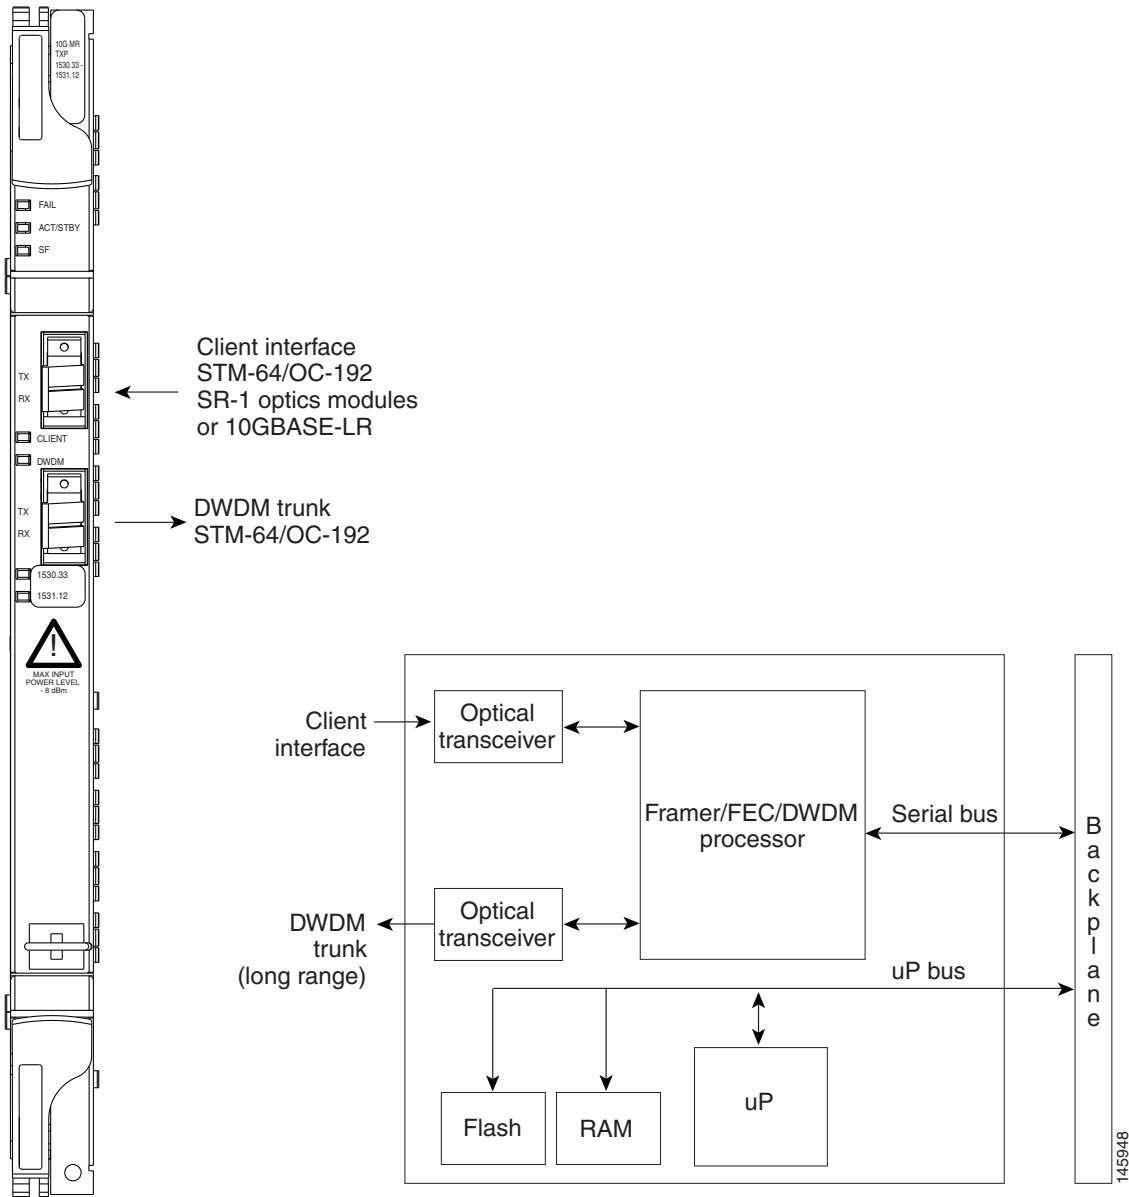 10G MR
TXP
1530.33 -
1531.12
FAIL
ACT/STBY
SF
TX
RX
CLIENT
DWDM
TX
RX
1530.33
1531.12
!
MAX INPUT
POWER LEVEL
- 8 dBm
Client interface
STM-64/OC-192
SR-1 optics modules
or 10GBASE-LR
DWDM trunk
STM-64/OC-192
Client
interface
Optical
transceiver
Framer/FEC/DWDM
processor
Serial bus
DWDM
trunk
(long range)
Optical
transceiver
uP bus
Flash
RAM
uP
Backplane
145948